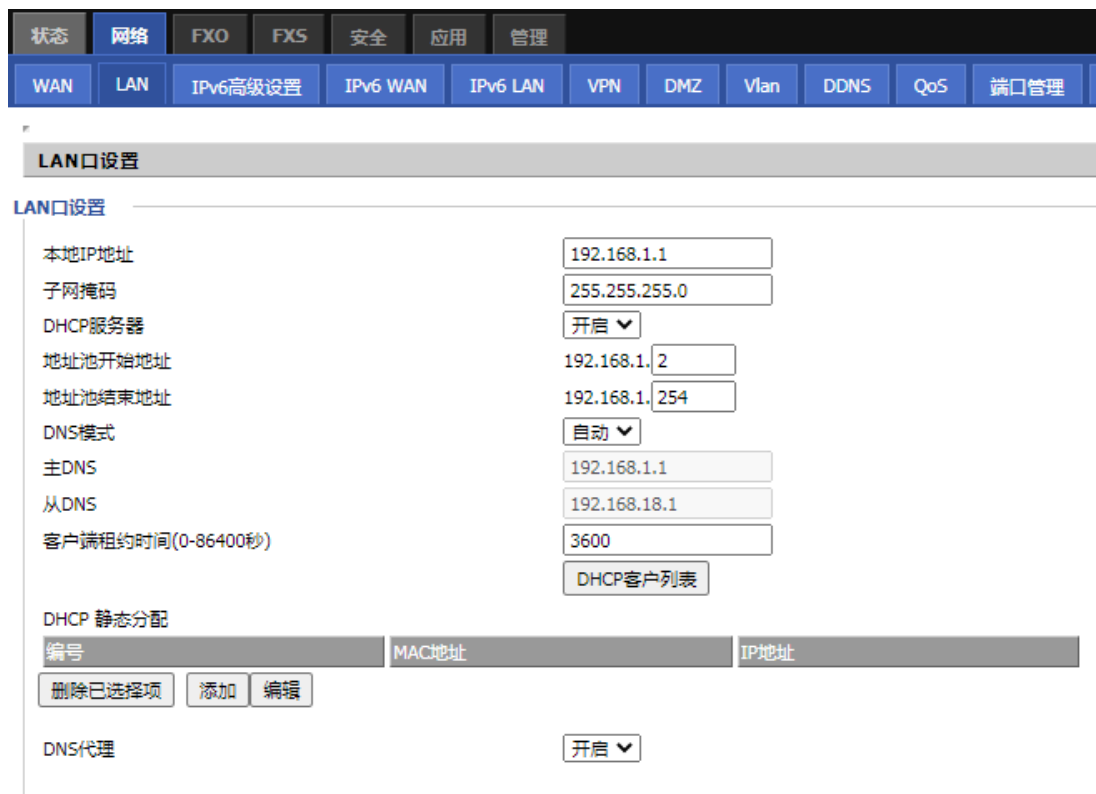 状态 网络 FXO FXS 安全 应用 管理
WAN LAN IPv6高级设置 IPv6 WAN IPv6 LAN VPN DMZ Vlan DDNS QoS 端口管理
LAN口设置
LAN口设置
本地IP地址 192.168.1.1
子网掩码 255.255.255.0
DHCP服务器 开启
地址池开始地址 192.168.1. 2
地址池结束地址 192.168.1. 254
DNS模式 自动
主DNS 192.168.1.1
从DNS 192.168.18.1
客户端租约时间(0-86400秒) 3600
DHCP客户列表
DHCP 静态分配
编号 MAC地址 IP地址
删除已选择项 添加 编辑
DNS代理 开启